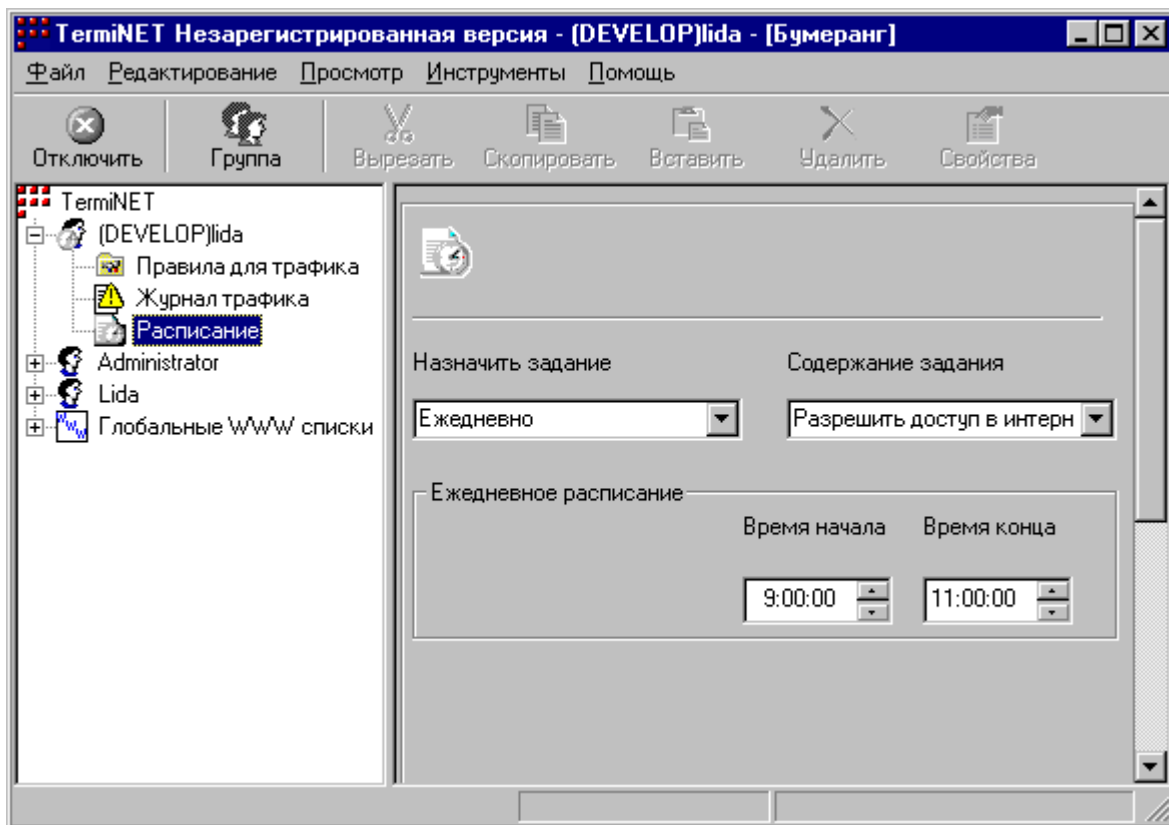 TermiNET Незарегистрированная версия - (DEVELOP)lida - [Бумеранг]
Файл Редактирование Просмотр Инструменты Помощь
Отключить Группа Вырезать Скопировать Вставить Удалить Свойства
TermiNET
(DEVELOP)lida
Правила для трафика
Журнал трафика
Расписание
Administrator
Lida
Глобальные WWW списки
Назначить задание Содержание задания
Ежедневно Разрешить доступ в интерн
Ежедневное расписание
Время начала Время конца
9:00:00 11:00:00